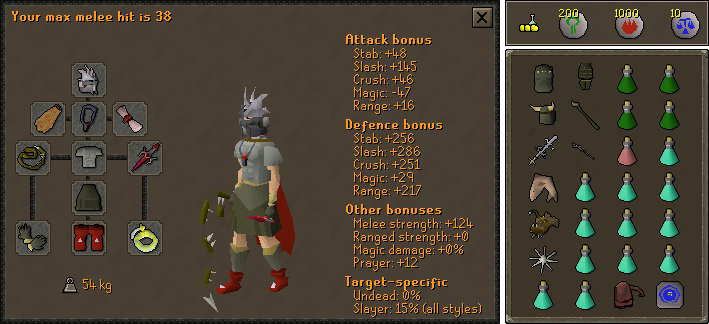 Your max melee hit is 38
Attack bonus
Stab: +48
Slash: +145
Crush: +46
Magic: -47
Range: +16
Defence bonus
Stab: +256
Slash: +286
Crush: +251
Magic: +29
Range: +217
Other bonuses
Melee strength: +124
Ranged strength: +0
Magic damage: +0%
Prayer: +12
Target-specific
Undead: 0%
Slayer: 15% (all styles)
54 kg
200
1000
10